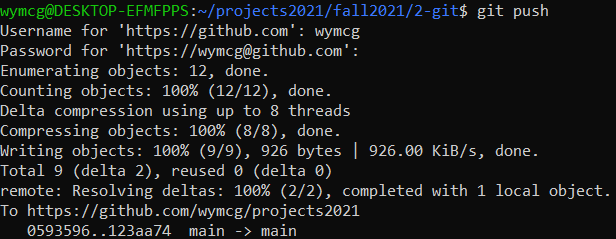 wymcg@DESKTOP-EFMFPPS:~/projects2021/fall2021/2-git$ git push
Username for 'https://github.com': wymcg
Password for 'https://wymcg@github.com':
Enumerating objects: 12, done.
Counting objects: 100% (12/12), done.
Delta compression using up to 8 threads
Compressing objects: 100% (8/8), done.
Writing objects: 100% (9/9), 926 bytes | 926.00 KiB/s, done.
Total 9 (delta 2), reused 0 (delta 0)
remote: Resolving deltas: 100% (2/2), completed with 1 local object.
To https://github.com/wymcg/projects2021
   0593596..123aa74  main -> main